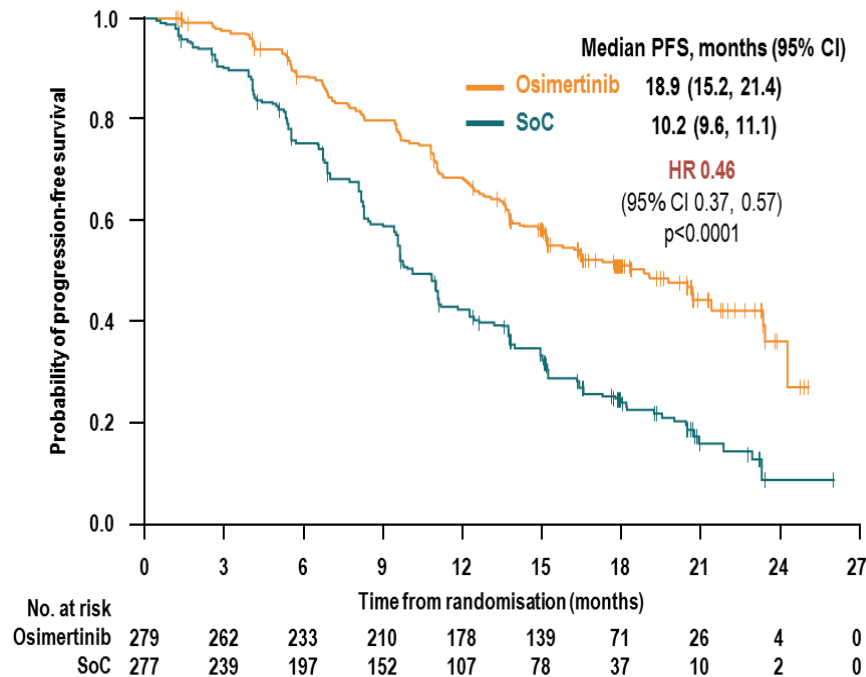 Probability of progression-free survival
1.0
0.8
0.6
0.4
0.2
0.0
Median PFS, months (95% CI)
Osimertinib 18.9 (15.2, 21.4)
SoC 10.2 (9.6, 11.1)
HR 0.46
(95% CI 0.37, 0.57)
p<0.0001
0 3 6 9 12 15 18 21 24 27
Time from randomisation (months)
No. at risk
Osimertinib 279 262 233 210 178 139 71 26 4 0
SoC 277 239 197 152 107 78 37 10 2 0